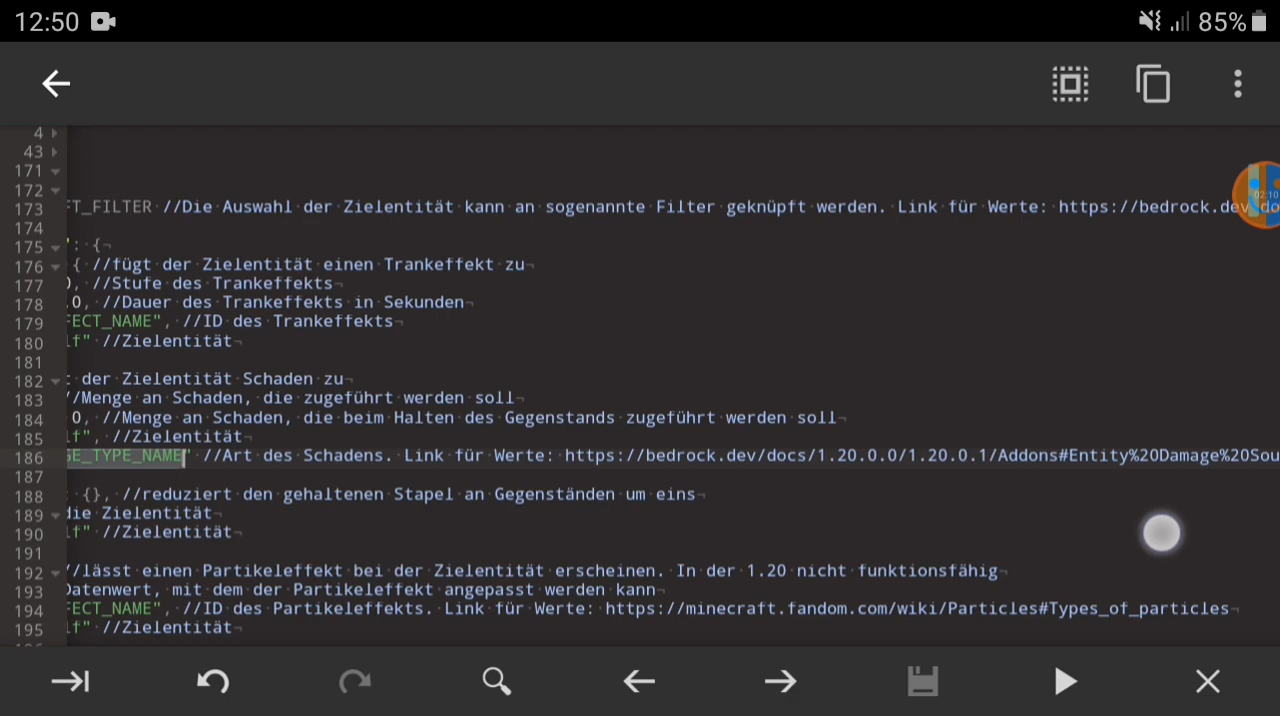 12:50 85%
4
43
171
172
173 FT_FILTER //Die Auswahl der Zielentität kann an sogenannte Filter geknüpft werden. Link für Werte: https://bedrock.dev/do
174
175 ": {
176 { //fügt der Zielentität einen Trankeffekt zu
177 0, //Stufe des Trankeffekts
178 .0, //Dauer des Trankeffekts in Sekunden
179 FECT_NAME", //ID des Trankeffekts
180 lf" //Zielentität
181
182 t der Zielentität Schaden zu
183 //Menge an Schaden, die zugeführt werden soll
184 0, //Menge an Schaden, die beim Halten des Gegenstands zugeführt werden soll
185 lf", //Zielentität
186 GE_TYPE_NAME" //Art des Schadens. Link für Werte: https://bedrock.dev/docs/1.20.0.0/1.20.0.1/Addons#Entity%20Damage%20Sou
187
188 : {}, //reduziert den gehaltenen Stapel an Gegenständen um eins
189 die Zielentität
190 lf" //Zielentität
191
192 //lässt einen Partikeleffekt bei der Zielentität erscheinen. In der 1.20 nicht funktionsfähig
193 Datenwert, mit dem der Partikeleffekt angepasst werden kann
194 FECT_NAME", //ID des Partikeleffekts. Link für Werte: https://minecraft.fandom.com/wiki/Particles#Types_of_particles
195 lf" //Zielentität